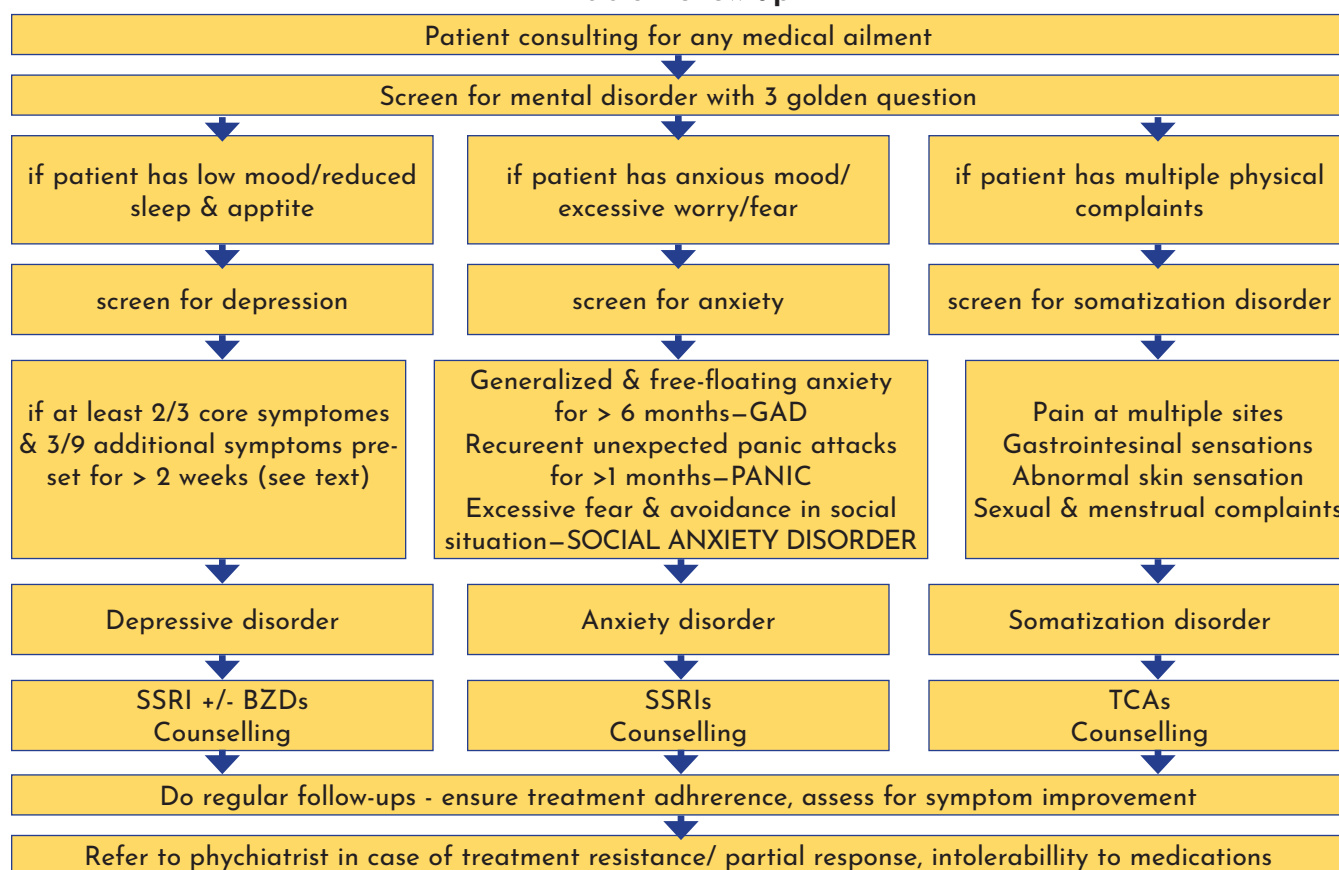 Patient consulting for any medical ailment
Screen for mental disorder with 3 golden question
if patient has low mood/reduced
sleep & apptite
if patient has anxious mood/
excessive worry/fear
if patient has multiple physical
complaints
screen for depression
screen for anxiety
screen for somatization disorder
if at least 2/3 core symptomes
& 3/9 additional symptoms pre-
set for > 2 weeks (see text)
Generalized & free-floating anxiety
for > 6 months–GAD
Recureent unexpected panic attacks
for >1 months–PANIC
Excessive fear & avoidance in social
situation–SOCIAL ANXIETY DISORDER
Pain at multiple sites
Gastrointesinal sensations
Abnormal skin sensation
Sexual & menstrual complaints
Depressive disorder
Anxiety disorder
Somatization disorder
SSRI +/- BZDs
Counselling
SSRIs
Counselling
TCAs
Counselling
Do regular follow-ups - ensure treatment adhrerence, assess for symptom improvement
Refer to phychiatrist in case of treatment resistance/ partial response, intolerabillity to medications